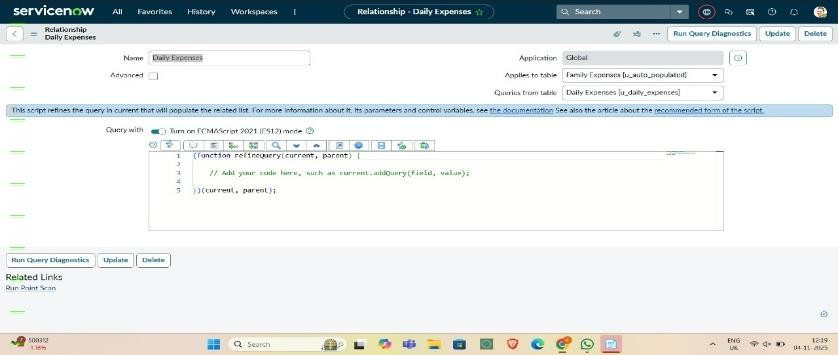 servicenow All Favorites History Workspaces Relationship - Daily Expenses Search
Relationship
Daily Expenses
Run Query Diagnostics Update Delete
Name Daily Expenses
Application Global
Advanced
Applies to table Family Expenses [u_auto_populated]
Queries from table Daily Expenses [u_daily_expenses]
This script refines the query in current that will populate the related list. For more information about it, its parameters and control variables, see the documentation See also the article about the recommended form of the script.
Query with Turn on ECMAScript 2021 (ES12) mode
1 (function refineQuery(current, parent) {
2
3 // Add your code here, such as current.addQuery(field, value);
4
5 })(current, parent);
Run Query Diagnostics Update Delete
Related Links
Run Point Scan
500312
-1.18%
Search
ENG
12:19
04-11-2025